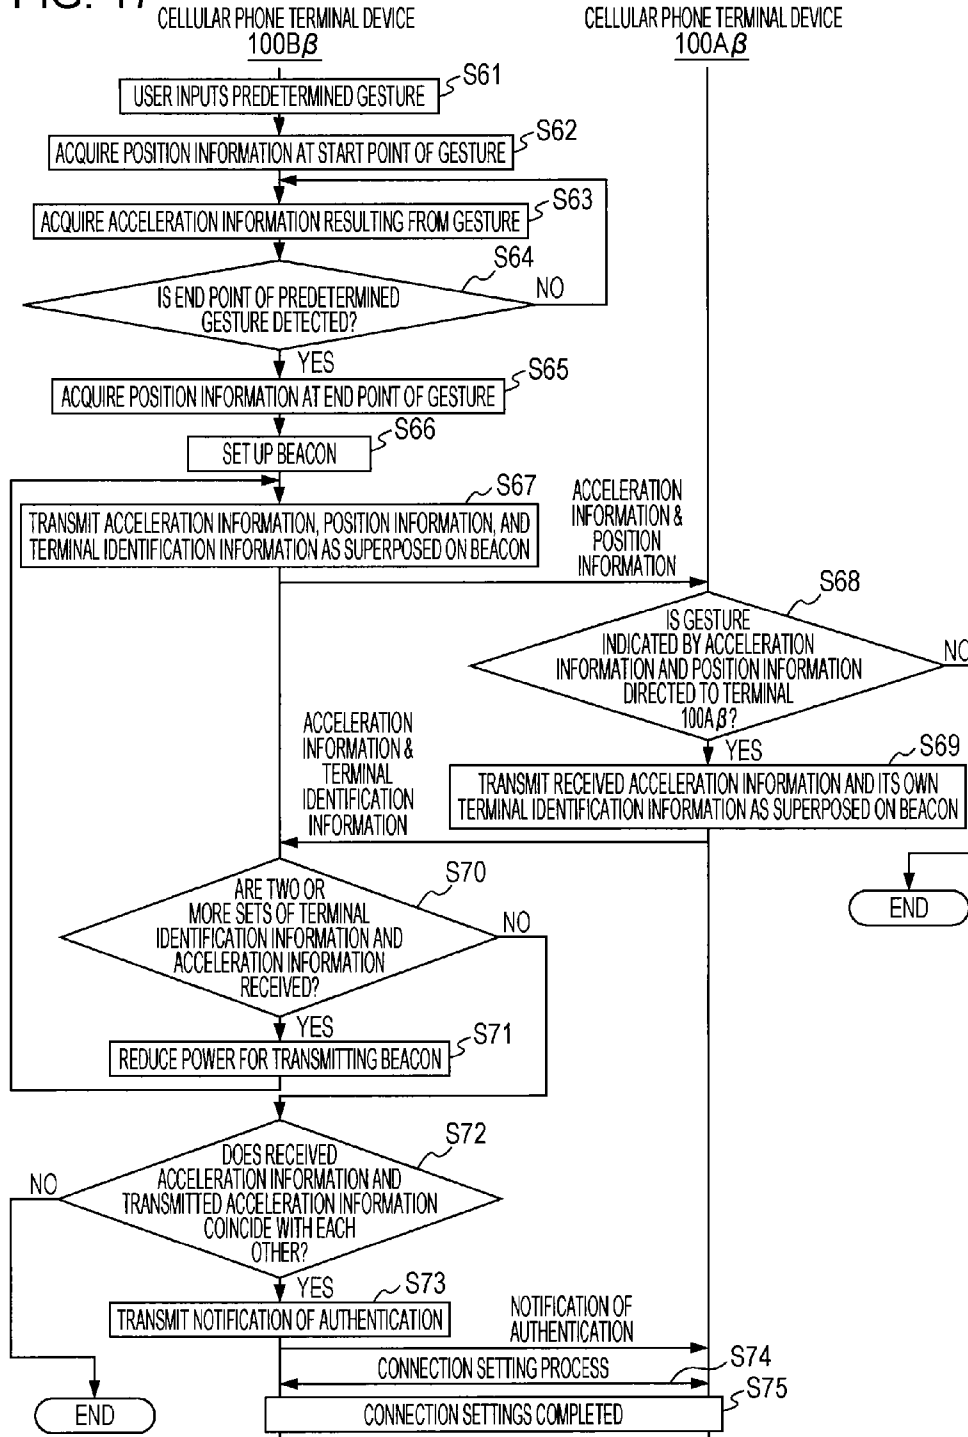 CELLULAR PHONE TERMINAL DEVICE
100Bβ
CELLULAR PHONE TERMINAL DEVICE
100Aβ
S61
USER INPUTS PREDETERMINED GESTURE
S62
ACQUIRE POSITION INFORMATION AT START POINT OF GESTURE
S63
ACQUIRE ACCELERATION INFORMATION RESULTING FROM GESTURE
S64
IS END POINT OF PREDETERMINED
GESTURE DETECTED?
NO
YES
S65
ACQUIRE POSITION INFORMATION AT END POINT OF GESTURE
S66
SET UP BEACON
S67
TRANSMIT ACCELERATION INFORMATION, POSITION INFORMATION, AND
TERMINAL IDENTIFICATION INFORMATION AS SUPERPOSED ON BEACON
ACCELERATION
INFORMATION &
POSITION
INFORMATION
S68
IS GESTURE
INDICATED BY ACCELERATION
INFORMATION AND POSITION INFORMATION
DIRECTED TO TERMINAL
100Aβ?
NO
YES
S69
TRANSMIT RECEIVED ACCELERATION INFORMATION AND ITS OWN
TERMINAL IDENTIFICATION INFORMATION AS SUPERPOSED ON BEACON
ACCELERATION
INFORMATION &
TERMINAL
IDENTIFICATION
INFORMATION
END
S70
ARE TWO OR
MORE SETS OF TERMINAL
IDENTIFICATION INFORMATION AND
ACCELERATION INFORMATION
RECEIVED?
NO
YES
S71
REDUCE POWER FOR TRANSMITTING BEACON
S72
DOES RECEIVED
ACCELERATION INFORMATION AND
TRANSMITTED ACCELERATION INFORMATION
COINCIDE WITH EACH
OTHER?
NO
YES
S73
TRANSMIT NOTIFICATION OF AUTHENTICATION
NOTIFICATION OF
AUTHENTICATION
CONNECTION SETTING PROCESS
S74
S75
CONNECTION SETTINGS COMPLETED
END